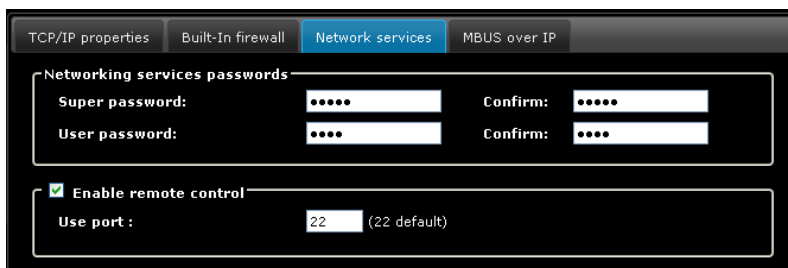 TCP/IP properties Built-In firewall Network services MBUS over IP
Networking services passwords
Super password: ••••• Confirm: •••••
User password: •••• Confirm: ••••
Enable remote control
Use port : 22 (22 default)